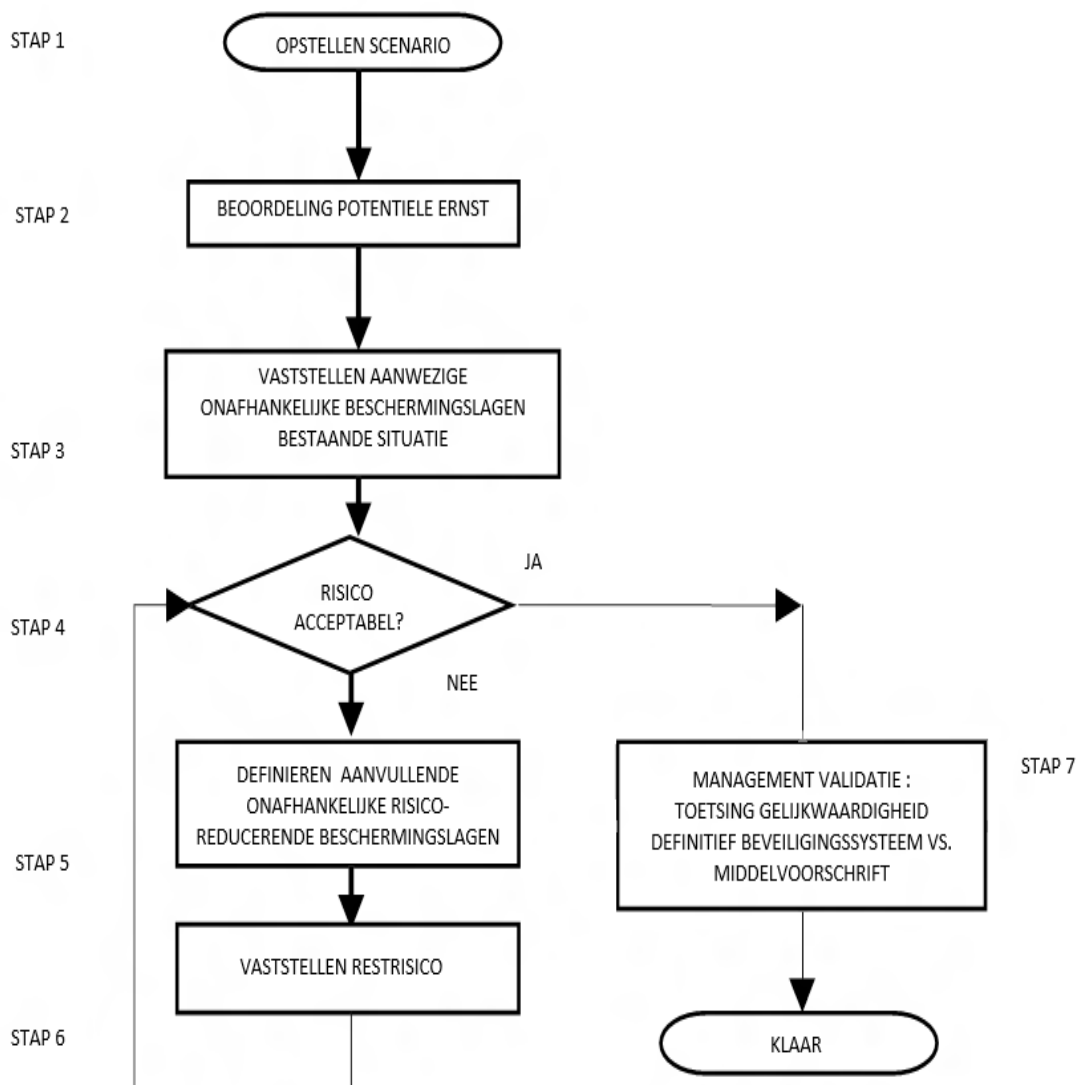 STAP 1
OPSTELLEN SCENARIO
STAP 2
BEOORDELING POTENTIELE ERNST
STAP 3
VASTSTELLEN AANWEZIGE
ONAFHANKELIJKE BESCHERMINGSLAGEN
BESTAANDE SITUATIE
STAP 4
RISICO
ACCEPTABEL?
JA
NEE
STAP 5
DEFINIEREN AANVULLENDE
ONAFHANKELIJKE RISICO-
REDUCERENDE BESCHERMINGSLAGEN
STAP 6
VASTSTELLEN RESTRISICO
STAP 7
MANAGEMENT VALIDATIE :
TOETSING GELIJKWAARDIGHEID
DEFINITIEF BEVEILIGINGSSYSTEEM VS.
MIDDELVOORSCHRIFT
KLAAR